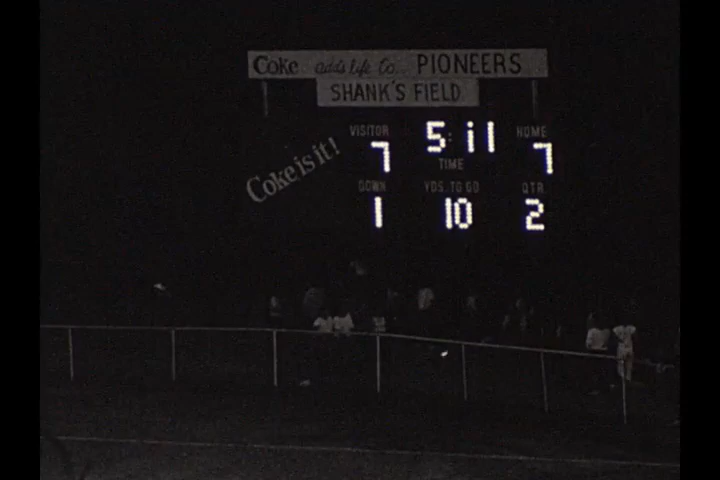 Coke adds life to... PIONEERS
SHANK'S FIELD
Coke is it!
VISITOR 5:11 HOME
7 TIME 7
DOWN YDS. TO GO QTR
1 10 2